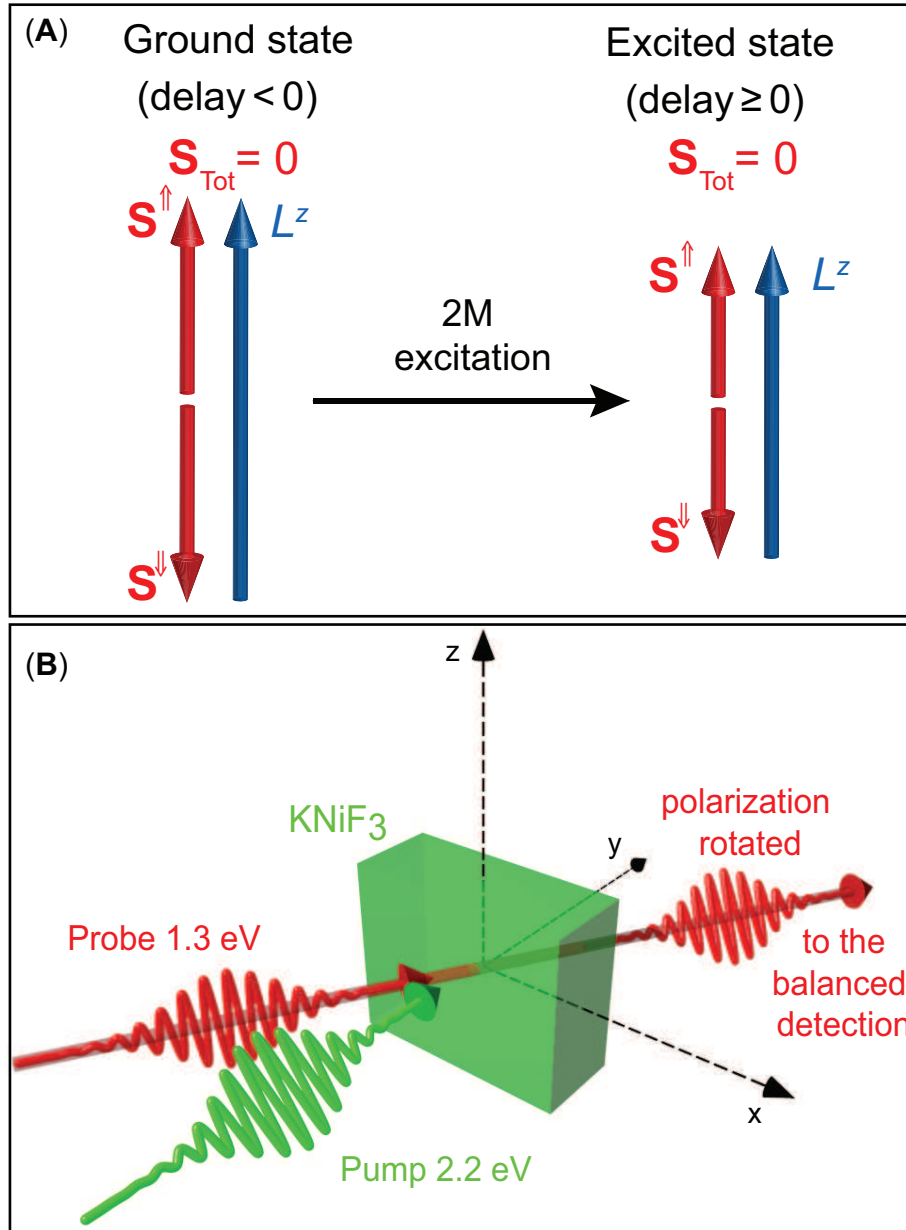 (A)
Ground state
(delay < 0)
S_Tot = 0
S^⇑
L^z
S^⇓
2M
excitation
Excited state
(delay ≥ 0)
S_Tot = 0
S^⇑
L^z
S^⇓
(B)
z
KNiF3
y
polarization
rotated
Probe 1.3 eV
to the
balanced
detection
x
Pump 2.2 eV